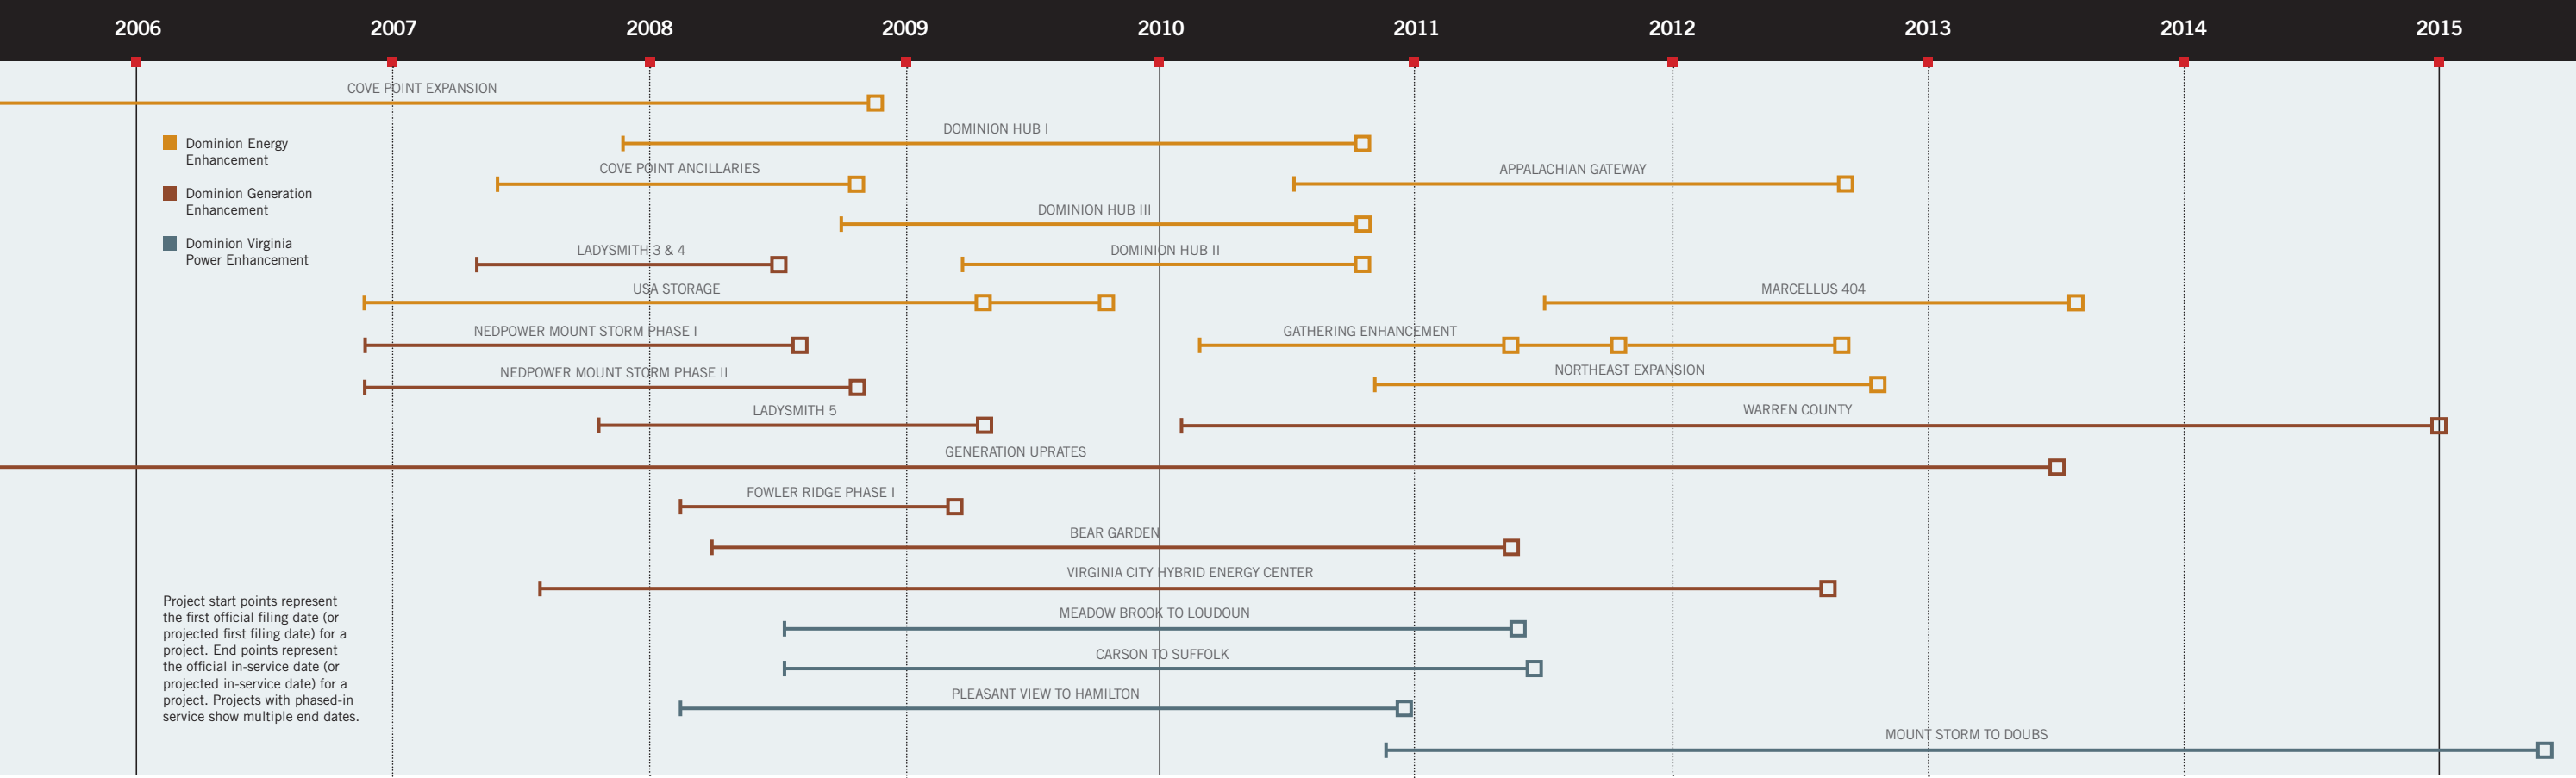 2006 2007 2008 2009 2010 2011 2012 2013 2014 2015
COVE POINT EXPANSION
DOMINION HUB I
Dominion Energy
Enhancement
COVE POINT ANCILLARIES
APPALACHIAN GATEWAY
Dominion Generation
Enhancement
DOMINION HUB III
Dominion Virginia
Power Enhancement
LADYSMITH 3 & 4
DOMINION HUB II
USA STORAGE
MARCELLUS 404
NEDPOWER MOUNT STORM PHASE I
GATHERING ENHANCEMENT
NEDPOWER MOUNT STORM PHASE II
NORTHEAST EXPANSION
LADYSMITH 5
WARREN COUNTY
GENERATION UPRATES
FOWLER RIDGE PHASE I
BEAR GARDEN
VIRGINIA CITY HYBRID ENERGY CENTER
MEADOW BROOK TO LOUDOUN
CARSON TO SUFFOLK
PLEASANT VIEW TO HAMILTON
MOUNT STORM TO DOUBS
Project start points represent
the first official filing date (or
projected first filing date) for a
project. End points represent
the official in-service date (or
projected in-service date) for a
project. Projects with phased-in
service show multiple end dates.